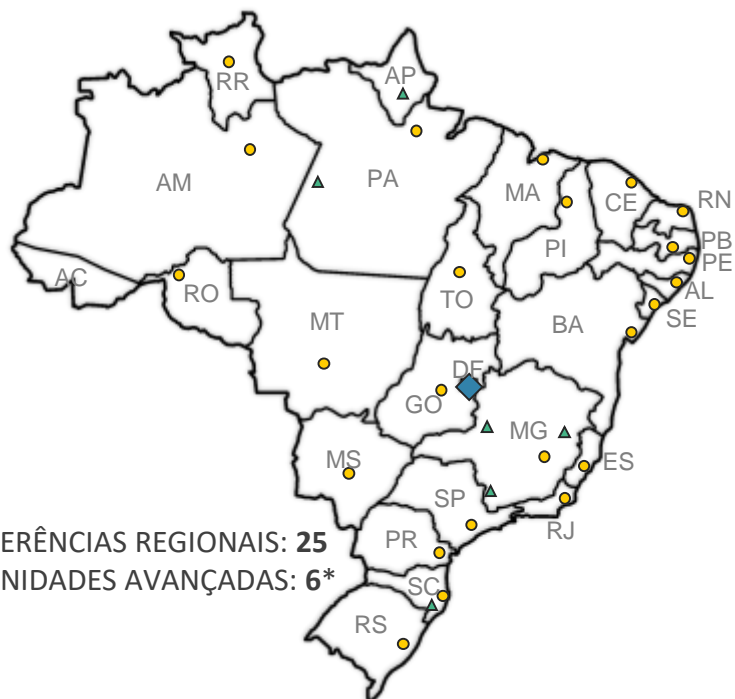 RR
AP
AM
PA
MA
CE
RN
PB
PE
PI
AC
RO
TO
AL
SE
MT
BA
DF
GO
MG
MS
ES
SP
RJ
ERÊNCIAS REGIONAIS: 25
PR
NIDADES AVANÇADAS: 6*
SC
RS